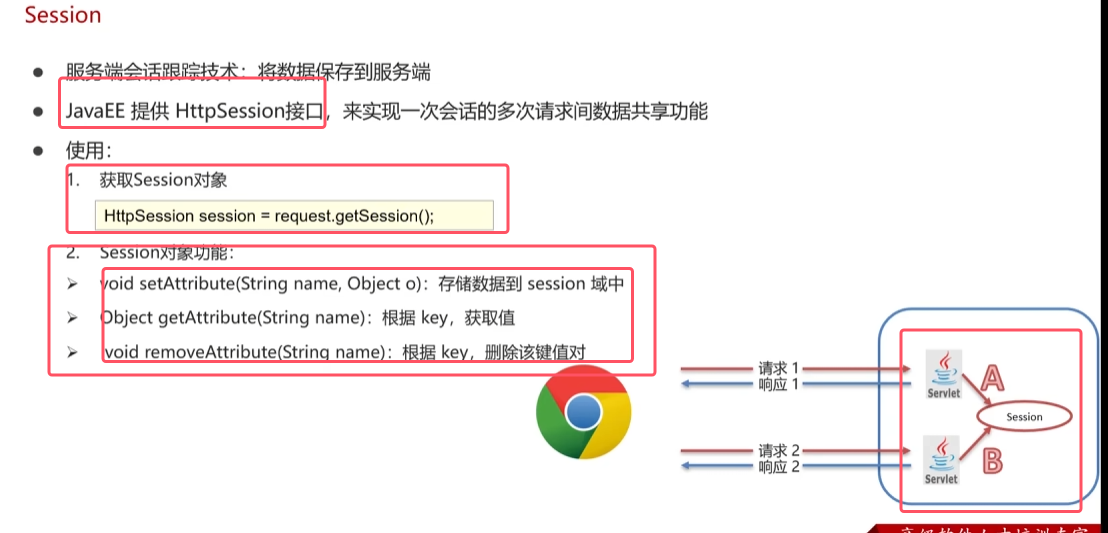 Session
● 服务端会话跟踪技术：将数据保存到服务端
● JavaEE 提供 HttpSession接口，来实现一次会话的多次请求间数据共享功能
● 使用：
1. 获取Session对象
HttpSession session = request.getSession();
2. Session对象功能：
➢ void setAttribute(String name, Object o)：存储数据到 session 域中
➢ Object getAttribute(String name)：根据 key，获取值
➢ void removeAttribute(String name)：根据 key，删除该键值对
请求 1
响应 1
Servlet
A
Session
请求 2
响应 2
Servlet
B